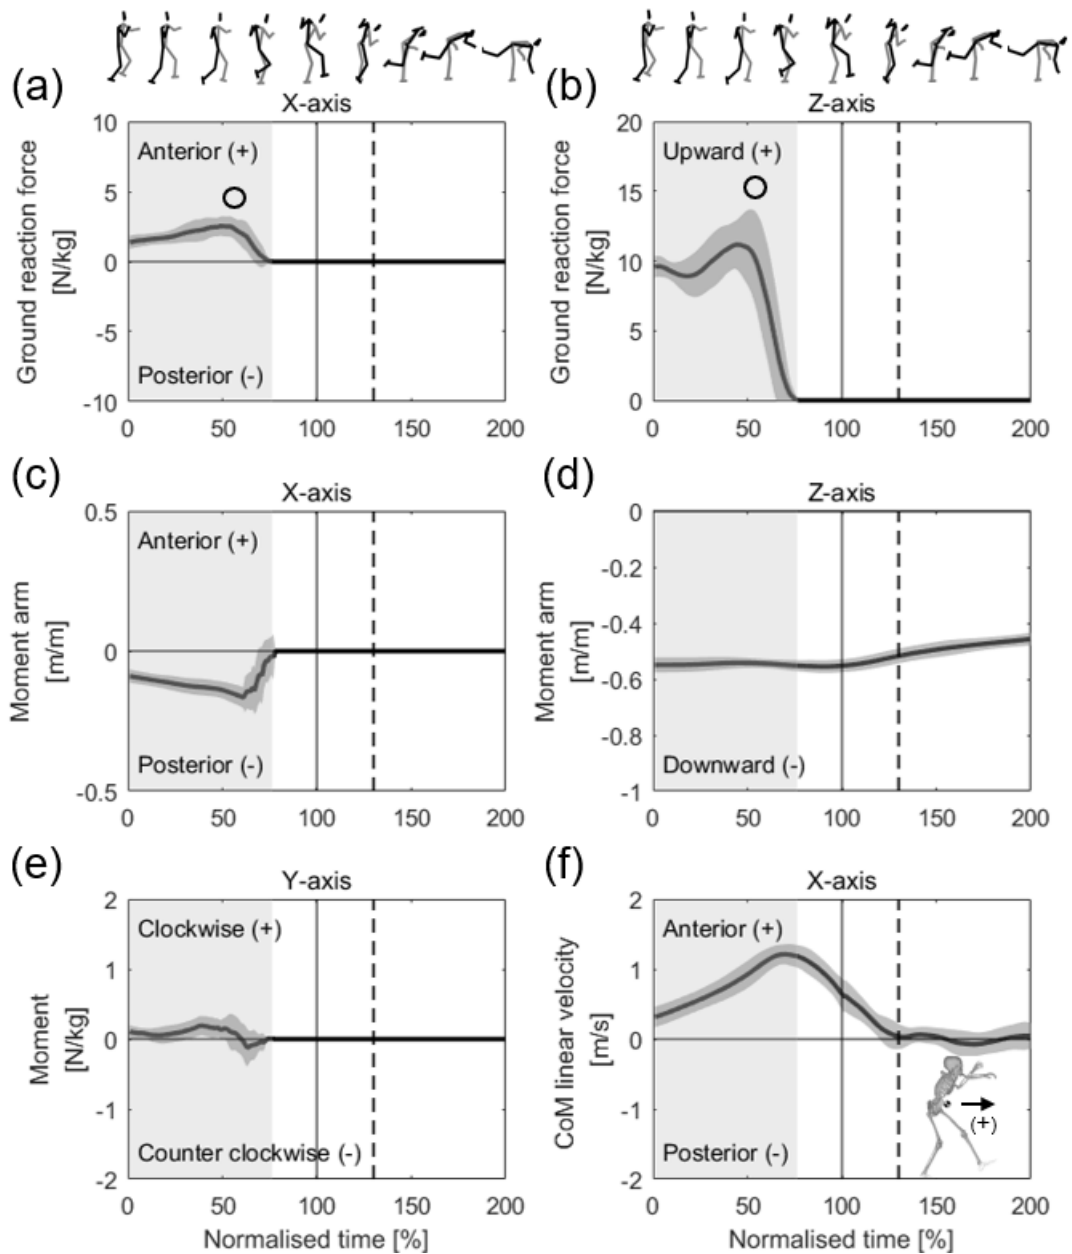 (a)
X-axis
Ground reaction force
[N/kg]
10
5
0
-5
-10
Anterior (+)
Posterior (-)
0 50 100 150 200
(b)
Z-axis
Ground reaction force
[N/kg]
20
15
10
5
0
Upward (+)
0 50 100 150 200
(c)
X-axis
Moment arm
[m/m]
0.5
0
-0.5
Anterior (+)
Posterior (-)
0 50 100 150 200
(d)
Z-axis
Moment arm
[m/m]
0
-0.2
-0.4
-0.6
-0.8
-1
Downward (-)
0 50 100 150 200
(e)
Y-axis
Moment
[N/kg]
2
1
0
-1
-2
Clockwise (+)
Counter clockwise (-)
0 50 100 150 200
Normalised time [%]
(f)
X-axis
CoM linear velocity
[m/s]
2
1
0
-1
-2
Anterior (+)
Posterior (-)
(+)
0 50 100 150 200
Normalised time [%]